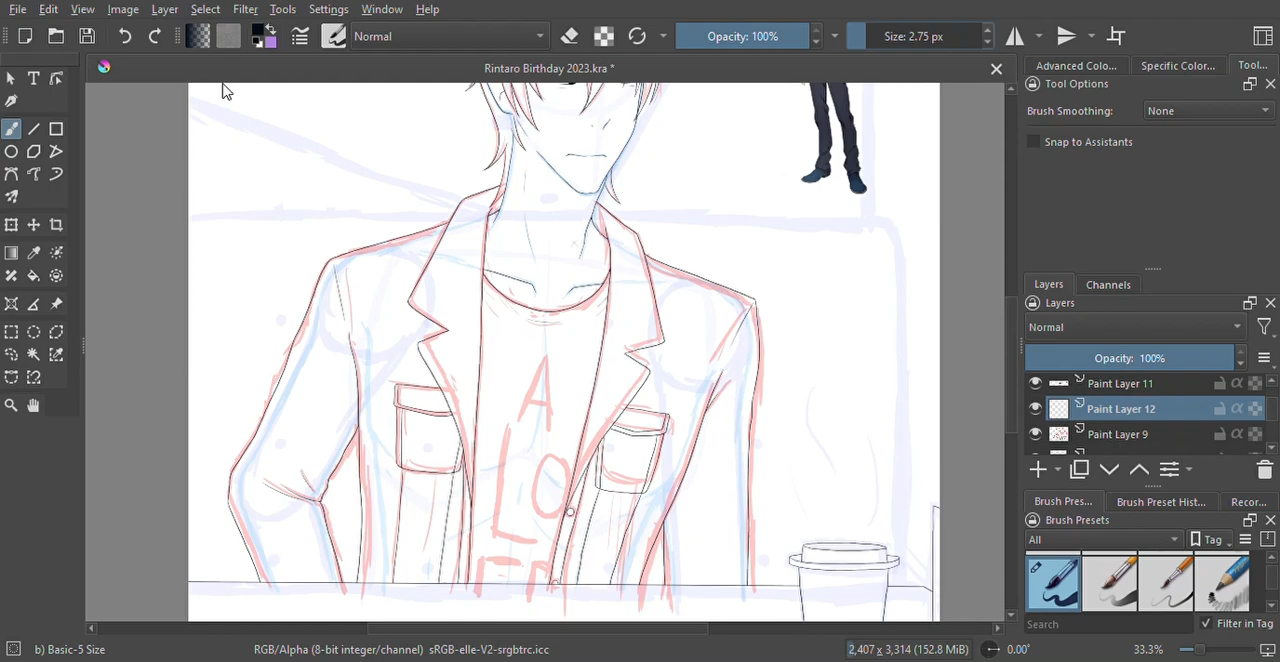 File Edit View Image Layer Select Filter Tools Settings Window Help
Normal Opacity: 100% Size: 2.75 px
Rintaro Birthday 2023.kra *
Advanced Colo... Specific Color... Tool...
Tool Options
Brush Smoothing: None
Snap to Assistants
A
LO
Layers Channels
Layers
Normal
Opacity: 100%
Paint Layer 11
Paint Layer 12
Paint Layer 9
Brush Pres... Brush Preset Hist... Recor...
Brush Presets
All Tag
Search Filter in Tag
b) Basic-5 Size RGB/Alpha (8-bit integer/channel) sRGB-elle-V2-srgbtrc.icc 2,407 x 3,314 (152.8 MiB) 0.00° 33.3%